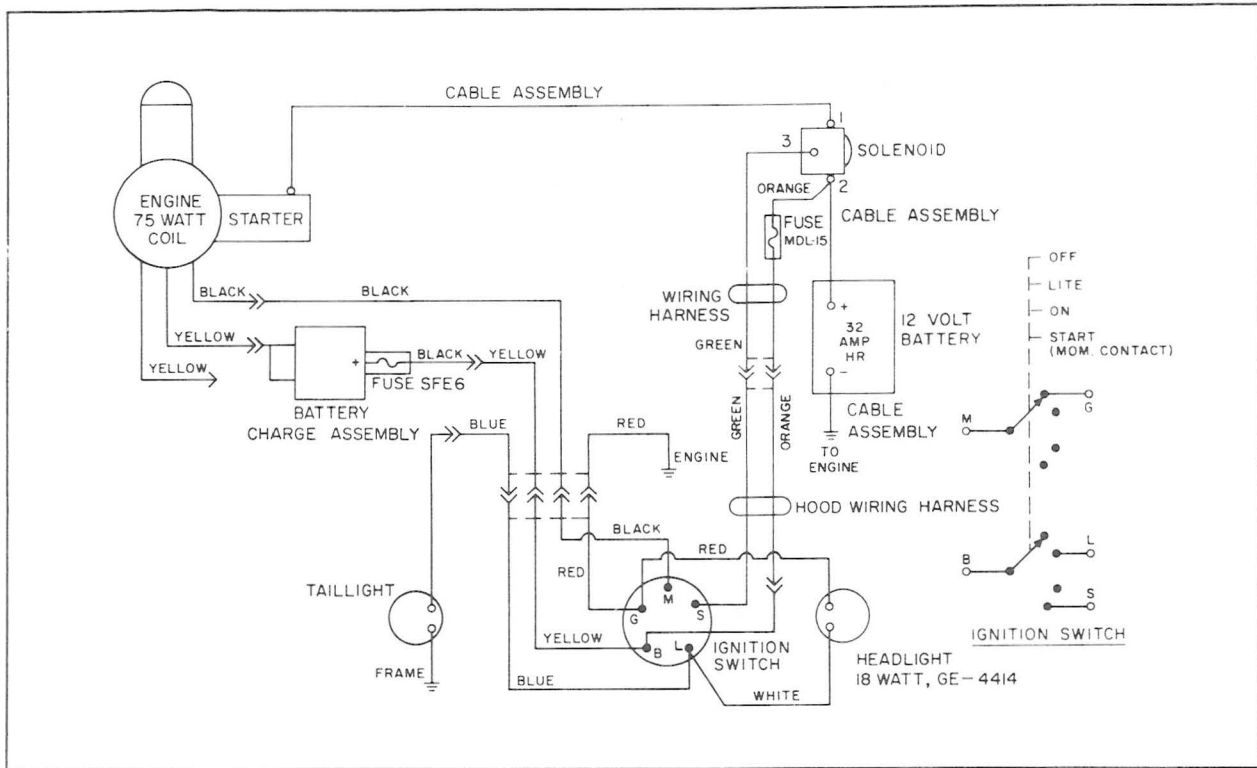 CABLE ASSEMBLY
1
3
SOLENOID
2
ORANGE
CABLE ASSEMBLY
ENGINE
75 WATT
COIL
STARTER
FUSE
MDL-15
OFF
LITE
ON
START
(MOM. CONTACT)
BLACK
BLACK
WIRING
HARNESS
+
32
AMP
HR
-
12 VOLT
BATTERY
YELLOW
GREEN
YELLOW
+
BLACK
YELLOW
FUSE SFE6
BATTERY
CHARGE ASSEMBLY
GREEN
ORANGE
CABLE
ASSEMBLY
M
G
BLUE
RED
ENGINE
TO
ENGINE
HOOD WIRING HARNESS
BLACK
RED
RED
B
L
S
TAILLIGHT
M
G
S
YELLOW
B
L
IGNITION
SWITCH
IGNITION SWITCH
FRAME
BLUE
WHITE
HEADLIGHT
18 WATT, GE-4414